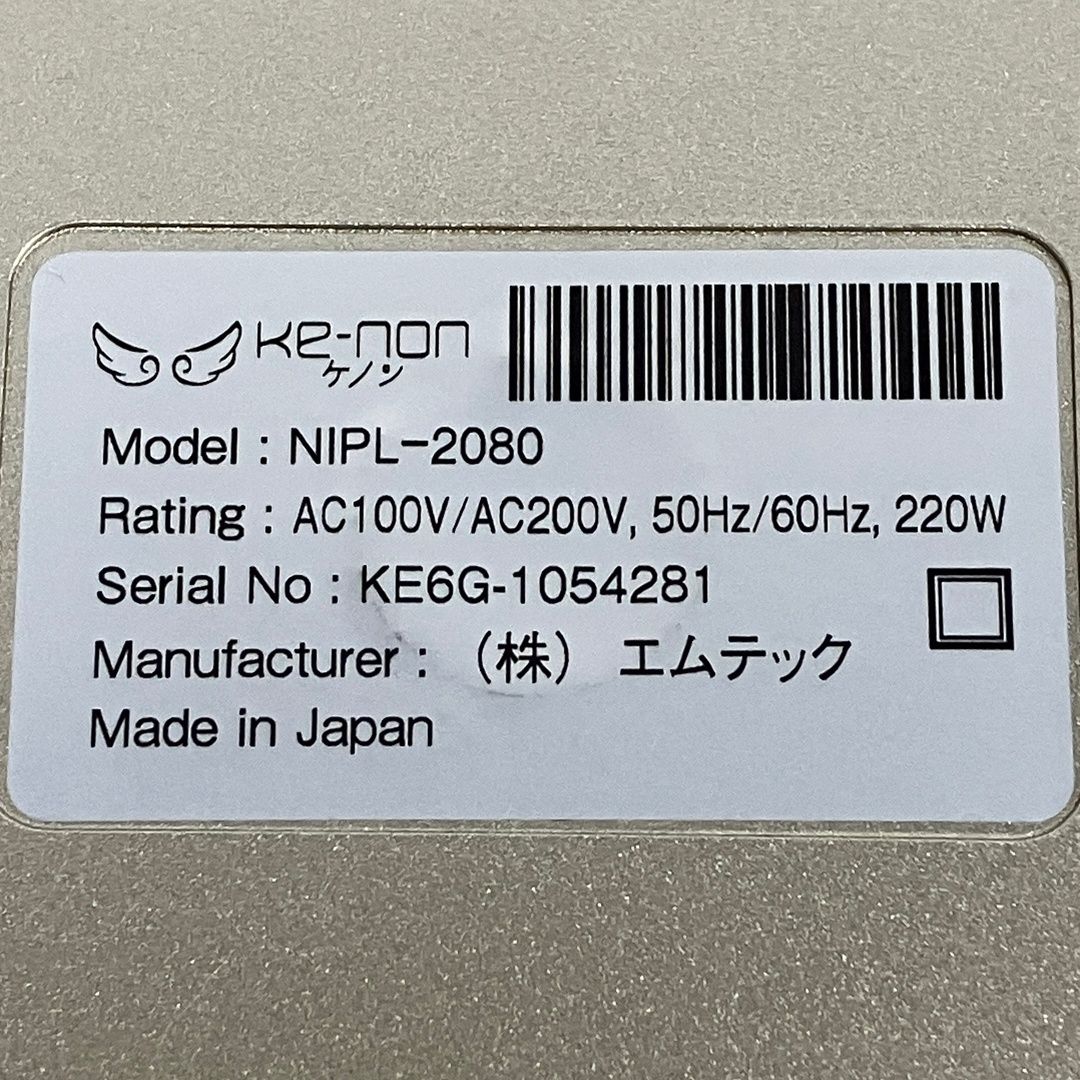 ke-non
ケノン
Model : NIPL-2080
Rating : AC100V/AC200V, 50Hz/60Hz, 220W
Serial No : KE6G-1054281
Manufacturer : (株) エムテック
Made in Japan